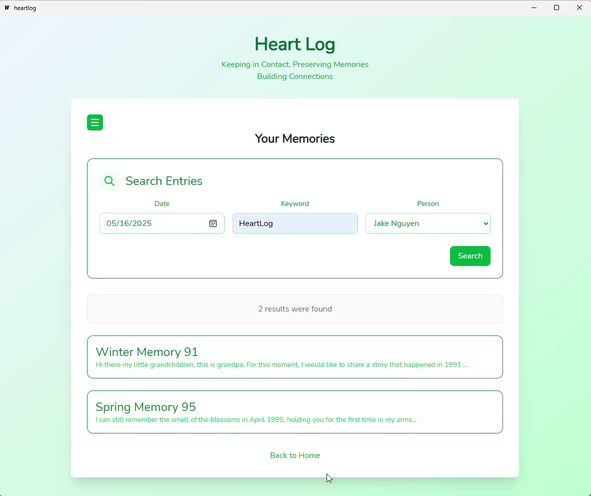 heartlog
Heart Log
Keeping in Contact, Preserving Memories
Building Connections
Your Memories
Search Entries
Date
Keyword
Person
05/16/2025
HeartLog
Jake Nguyen
Search
2 results were found
Winter Memory 91
Hi there my little grandchildren, this is grandpa. For this moment, I would like to share a story that happened in 1991 ...
Spring Memory 95
I can still remember the smell of the blossoms in April 1995, holding you for the first time in my arms...
Back to Home